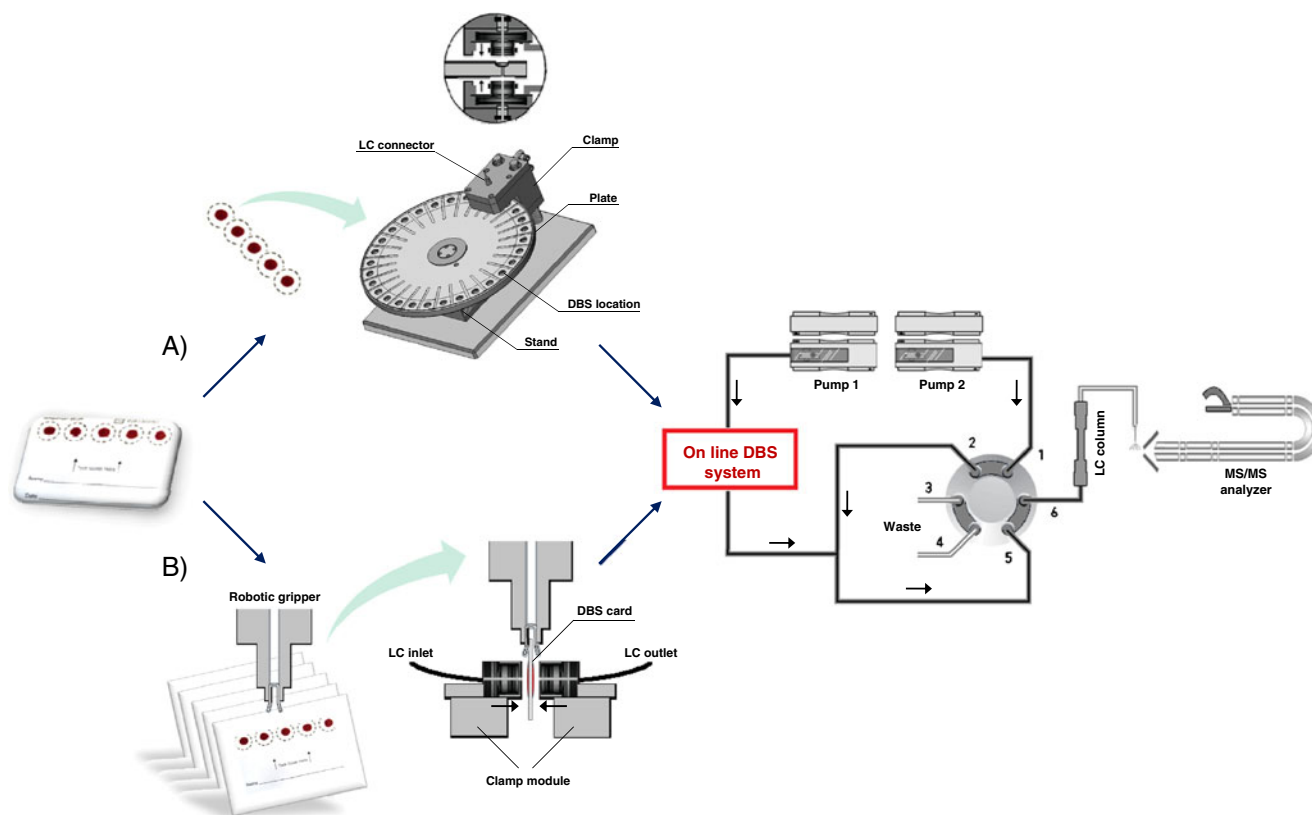 LC connector
Clamp
Plate
DBS location
Stand
A)
Pump 1
Pump 2
On line DBS
system
2
1
3
6
Waste
4
5
LC column
MS/MS
analyzer
B)
Robotic gripper
DBS card
LC inlet
LC outlet
Clamp module